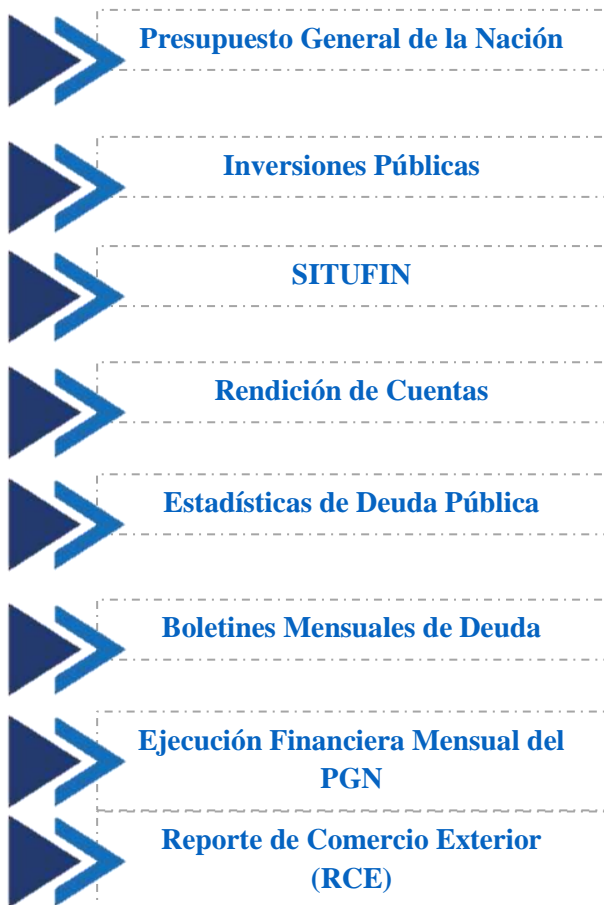 Presupuesto General de la Nación
Inversiones Públicas
SITUFIN
Rendición de Cuentas
Estadísticas de Deuda Pública
Boletines Mensuales de Deuda
Ejecución Financiera Mensual del
PGN
Reporte de Comercio Exterior
(RCE)